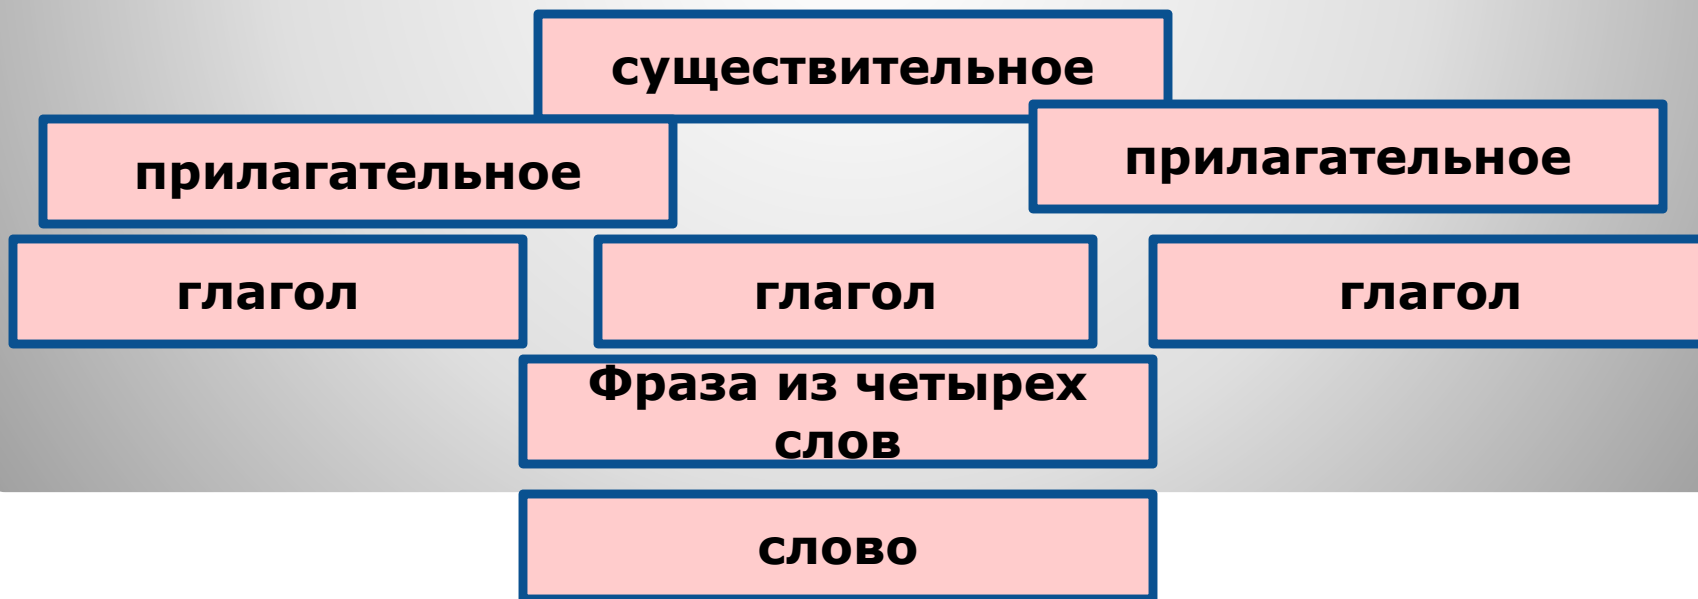 существительное
прилагательное
прилагательное
глагол
глагол
глагол
Фраза из четырех
слов
слово